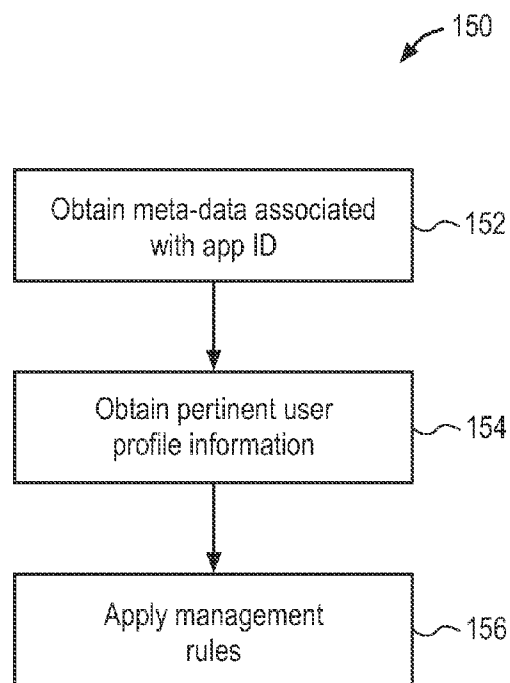 150
Obtain meta-data associated
with app ID
152
Obtain pertinent user
profile information
154
Apply management
rules
156